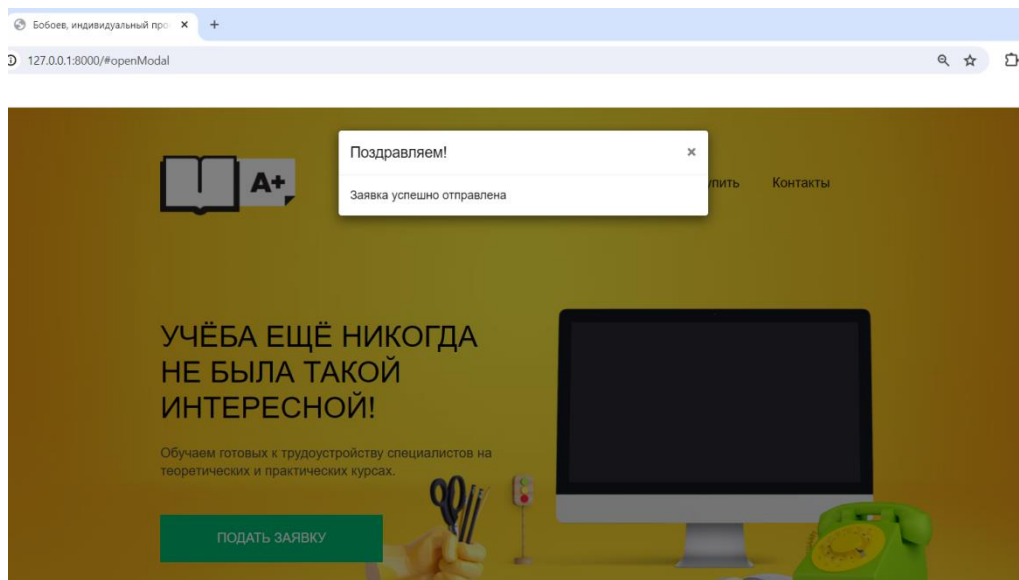 Бобоев, индивидуальный про
127.0.0.1:8000/#openModal
Поздравляем!
Заявка успешно отправлена
A+
Контакты
УЧЁБА ЕЩЁ НИКОГДА
НЕ БЫЛА ТАКОЙ
ИНТЕРЕСНОЙ!
Обучаем готовых к трудоустройству специалистов на
теоретических и практических курсах.
ПОДАТЬ ЗАЯВКУ